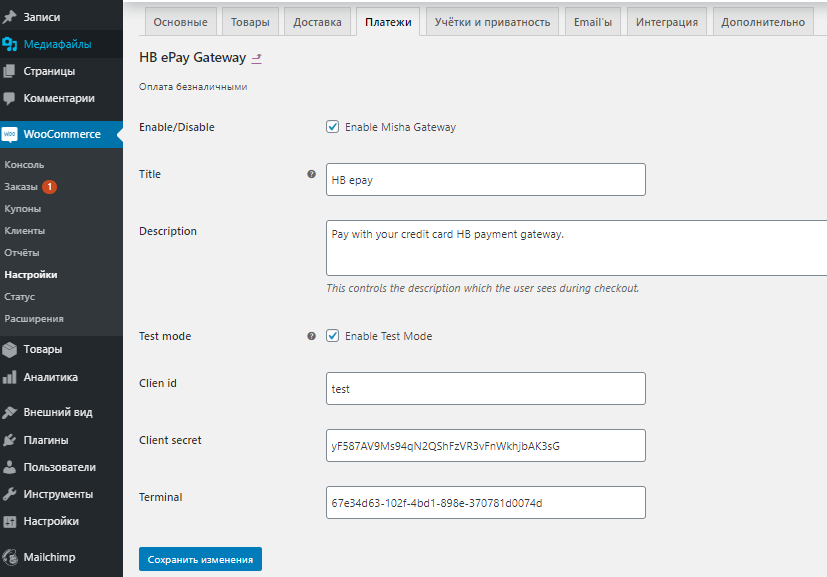 Записи
Медиафайлы
Страницы
Комментарии
woo WooCommerce
Консоль
Заказы 1
Купоны
Клиенты
Отчёты
Настройки
Статус
Расширения
Товары
Аналитика
Внешний вид
Плагины
Пользователи
Инструменты
Настройки
Mailchimp
Основные Товары Доставка Платежи Учётки и приватность Email'ы Интеграция Дополнительно
HB ePay Gateway
Оплата безналичными
Enable/Disable Enable Misha Gateway
Title HB epay
Description Pay with your credit card HB payment gateway.
This controls the description which the user sees during checkout.
Test mode Enable Test Mode
Clien id test
Client secret yF587AV9Ms94qN2QShFzVR3vFnWkhjbAK3sG
Terminal 67e34d63-102f-4bd1-898e-370781d0074d
Сохранить изменения